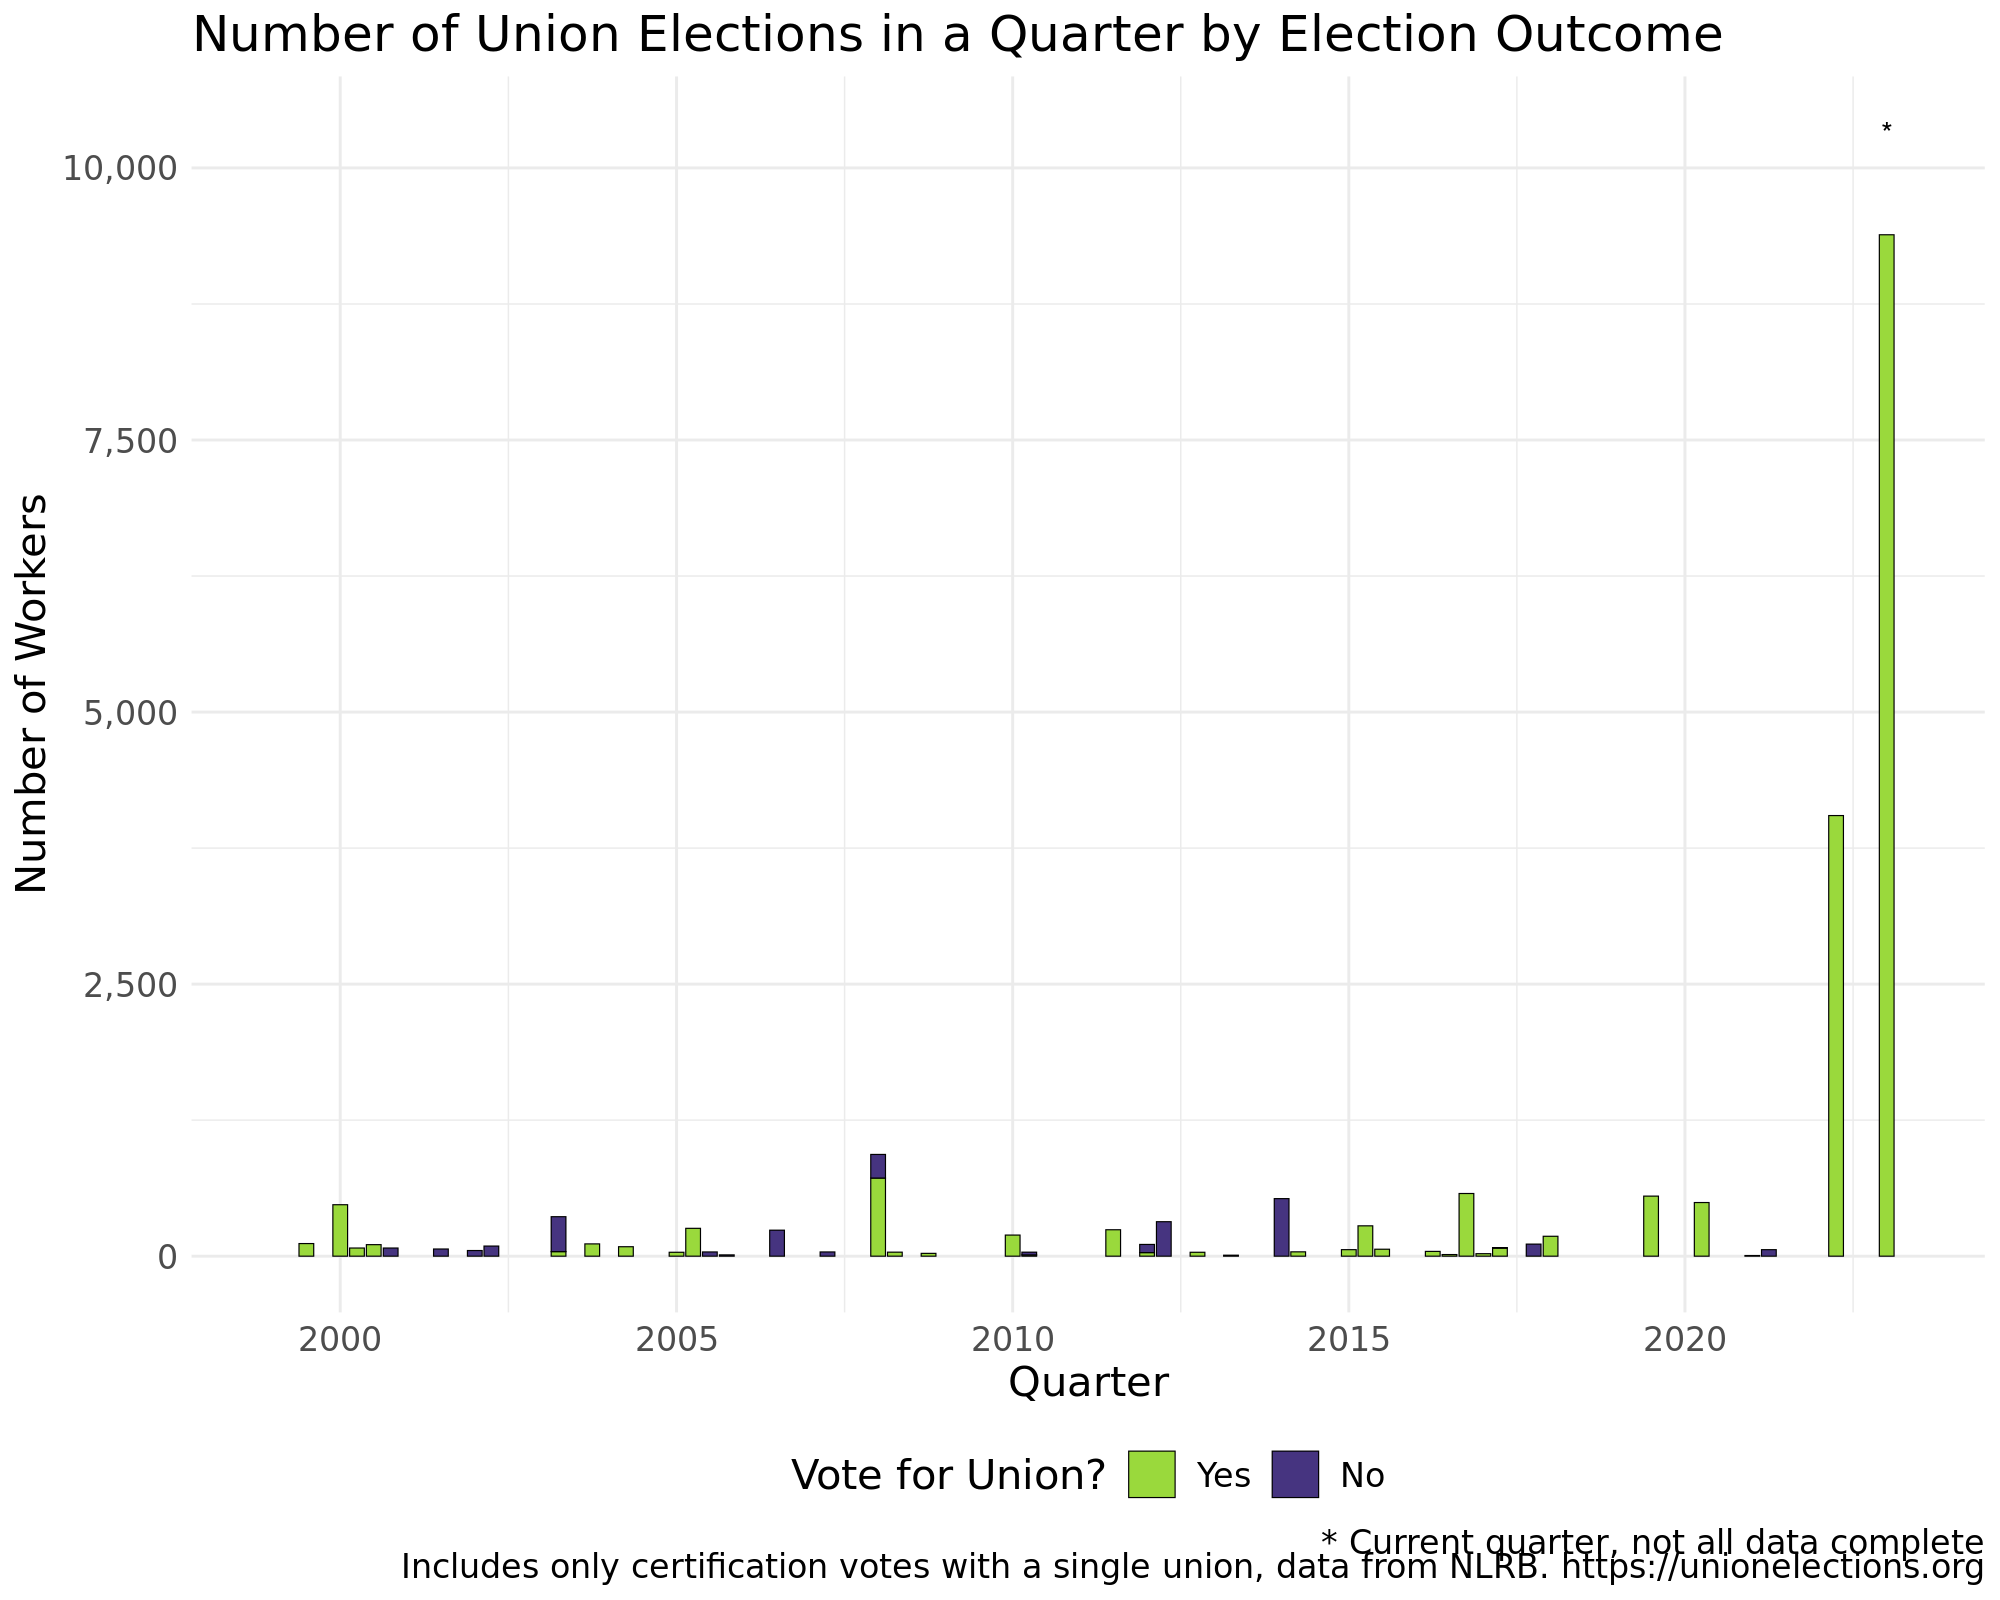 Number of Union Elections in a Quarter by Election Outcome
*
10,000
7,500
5,000
2,500
0
Number of Workers
2000 2005 2010 2015 2020
Quarter
Vote for Union? Yes No
* Current quarter, not all data complete
Includes only certification votes with a single union, data from NLRB. https://unionelections.org